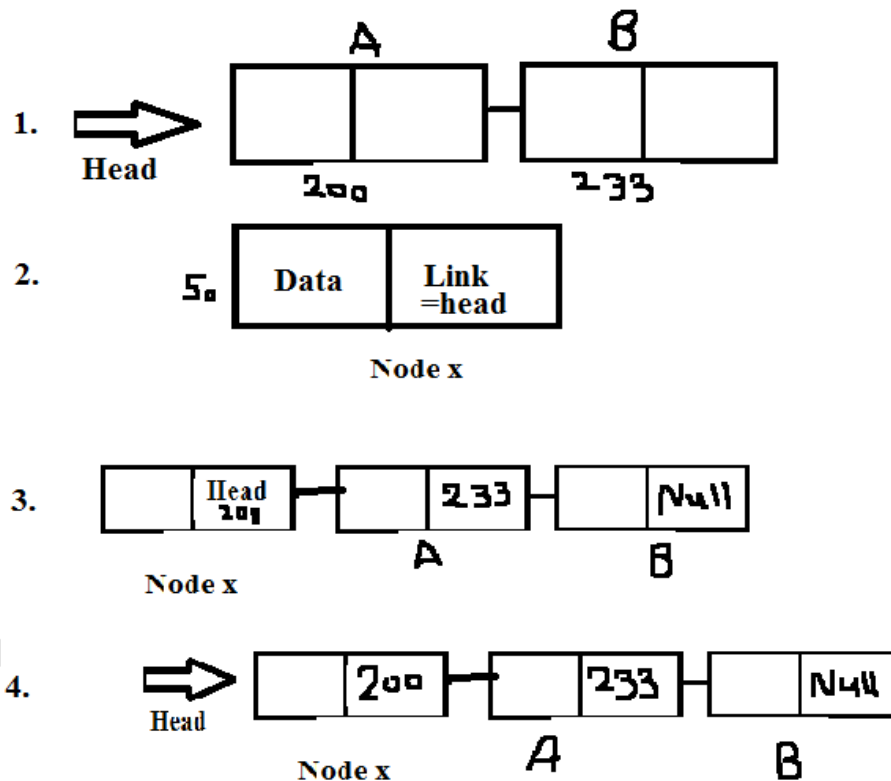 A B
1.
Head
200 233
2.
50 Data Link
=head
Node x
3. Head 233 Null
200
A B
Node x
4. 200 233 Null
Head
A B
Node x